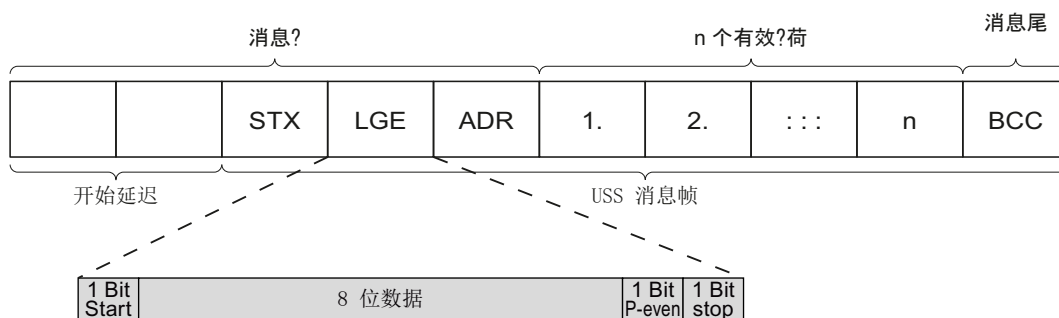 消息?
n 个有效?荷
消息尾
STX
LGE
ADR
1.
2.
: : :
n
BCC
开始延迟
USS 消息帧
1 Bit
Start
8 位数据
1 Bit
P-even
1 Bit
stop